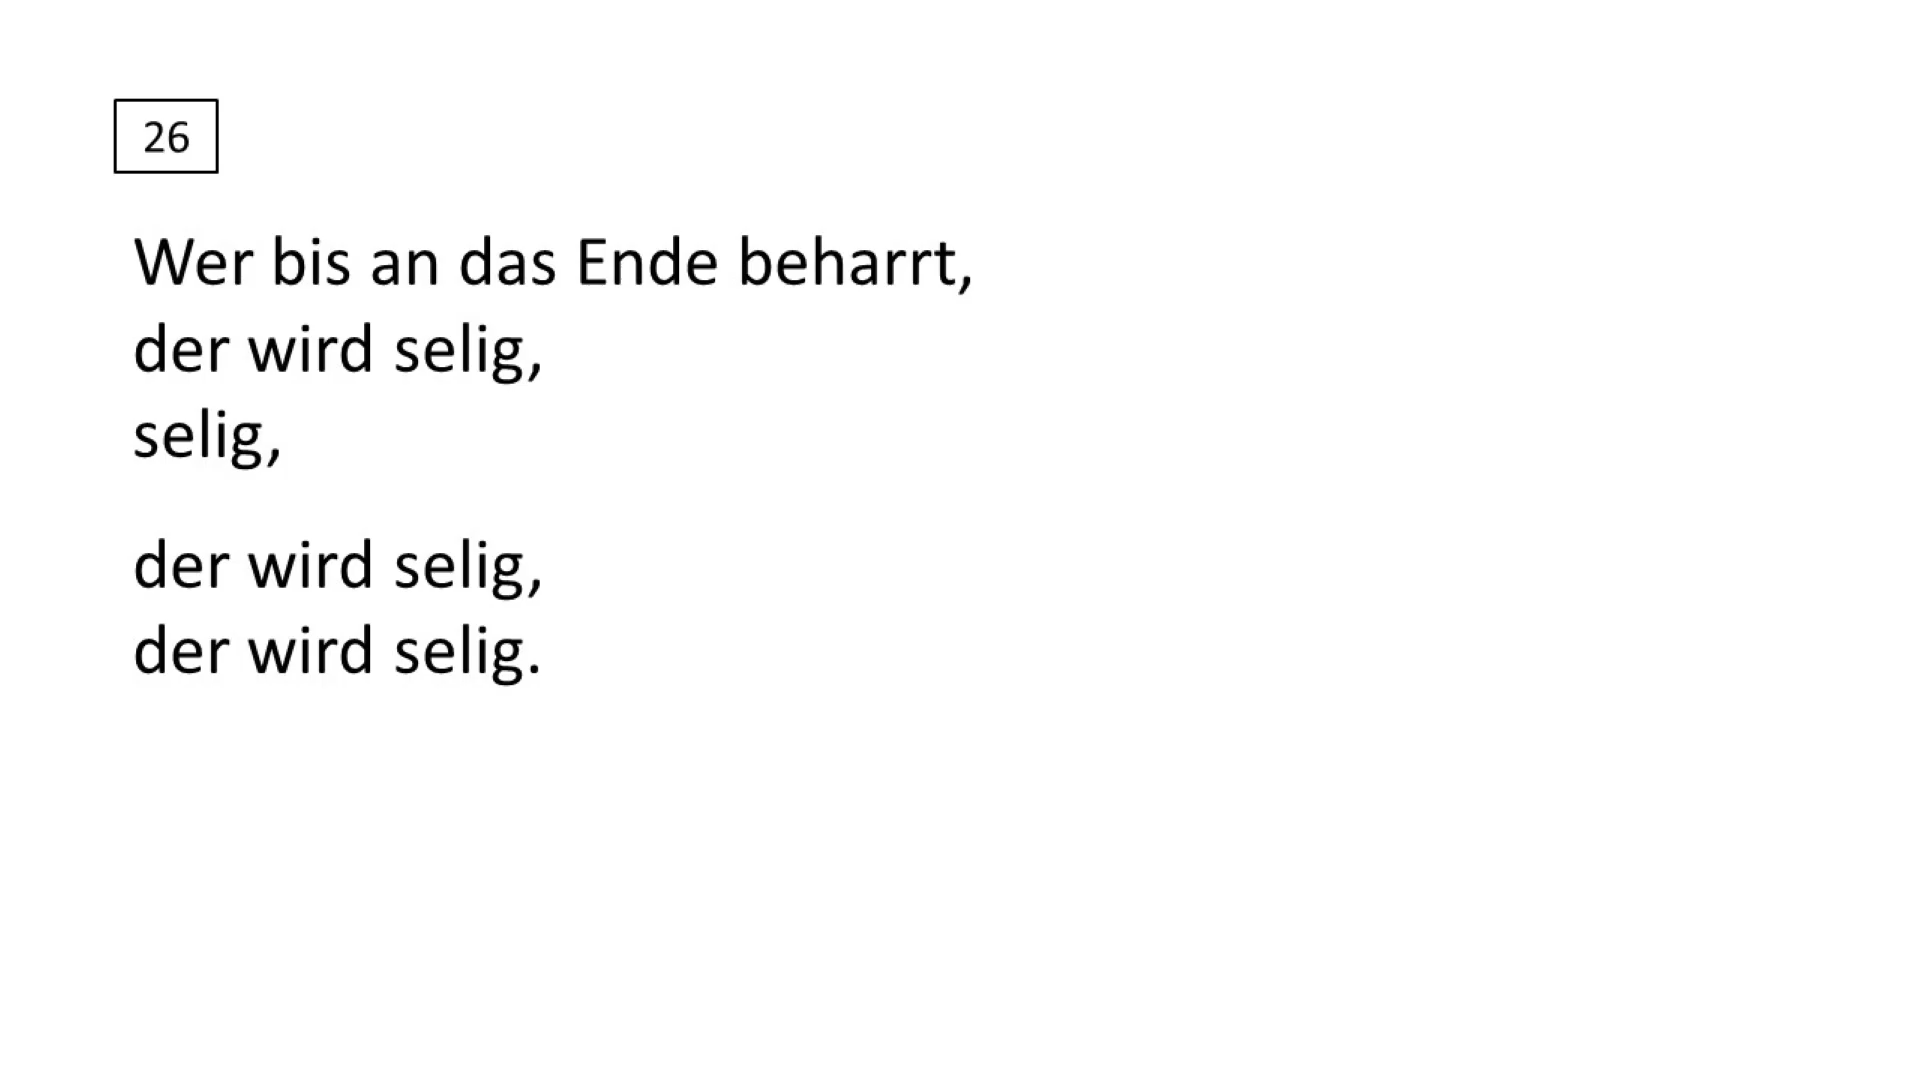 26
Wer bis an das Ende beharrt,
der wird selig,
selig,
der wird selig,
der wird selig.